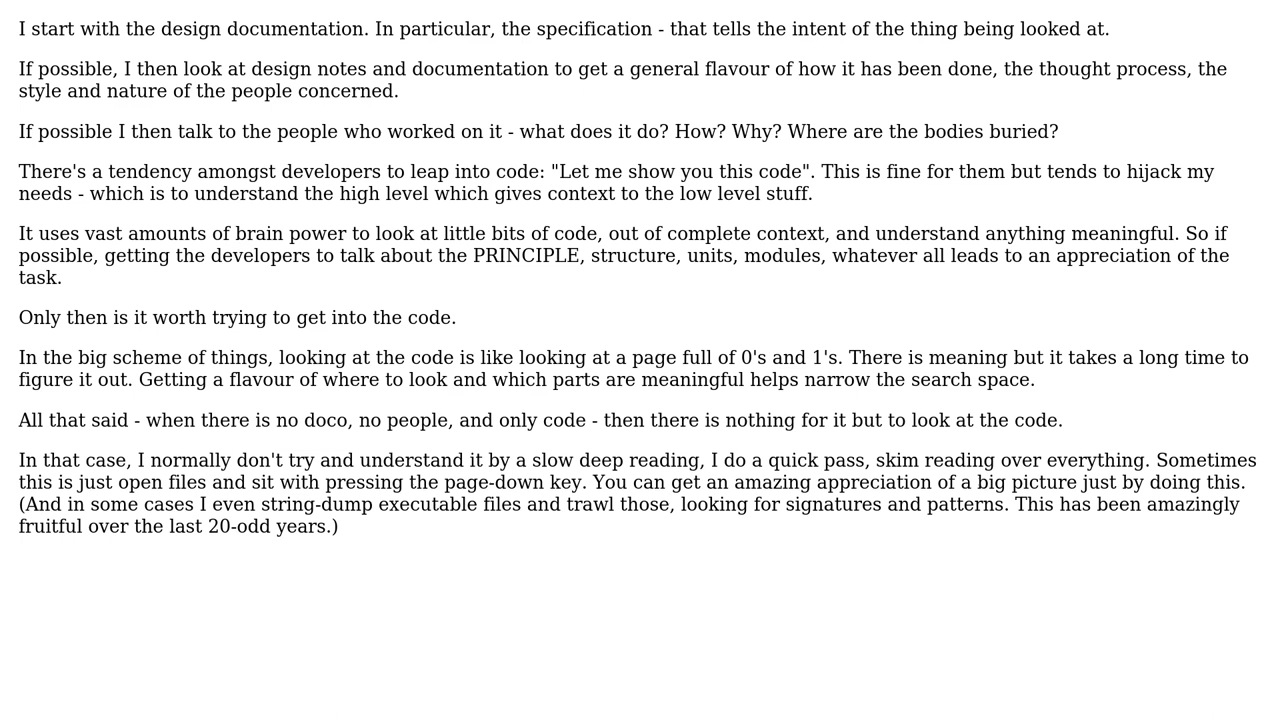 I start with the design documentation. In particular, the specification - that tells the intent of the thing being looked at.
If possible, I then look at design notes and documentation to get a general flavour of how it has been done, the thought process, the
style and nature of the people concerned.
If possible I then talk to the people who worked on it - what does it do? How? Why? Where are the bodies buried?
There's a tendency amongst developers to leap into code: "Let me show you this code". This is fine for them but tends to hijack my
needs - which is to understand the high level which gives context to the low level stuff.
It uses vast amounts of brain power to look at little bits of code, out of complete context, and understand anything meaningful. So if
possible, getting the developers to talk about the PRINCIPLE, structure, units, modules, whatever all leads to an appreciation of the
task.
Only then is it worth trying to get into the code.
In the big scheme of things, looking at the code is like looking at a page full of 0's and 1's. There is meaning but it takes a long time to
figure it out. Getting a flavour of where to look and which parts are meaningful helps narrow the search space.
All that said - when there is no doco, no people, and only code - then there is nothing for it but to look at the code.
In that case, I normally don't try and understand it by a slow deep reading, I do a quick pass, skim reading over everything. Sometimes
this is just open files and sit with pressing the page-down key. You can get an amazing appreciation of a big picture just by doing this.
(And in some cases I even string-dump executable files and trawl those, looking for signatures and patterns. This has been amazingly
fruitful over the last 20-odd years.)